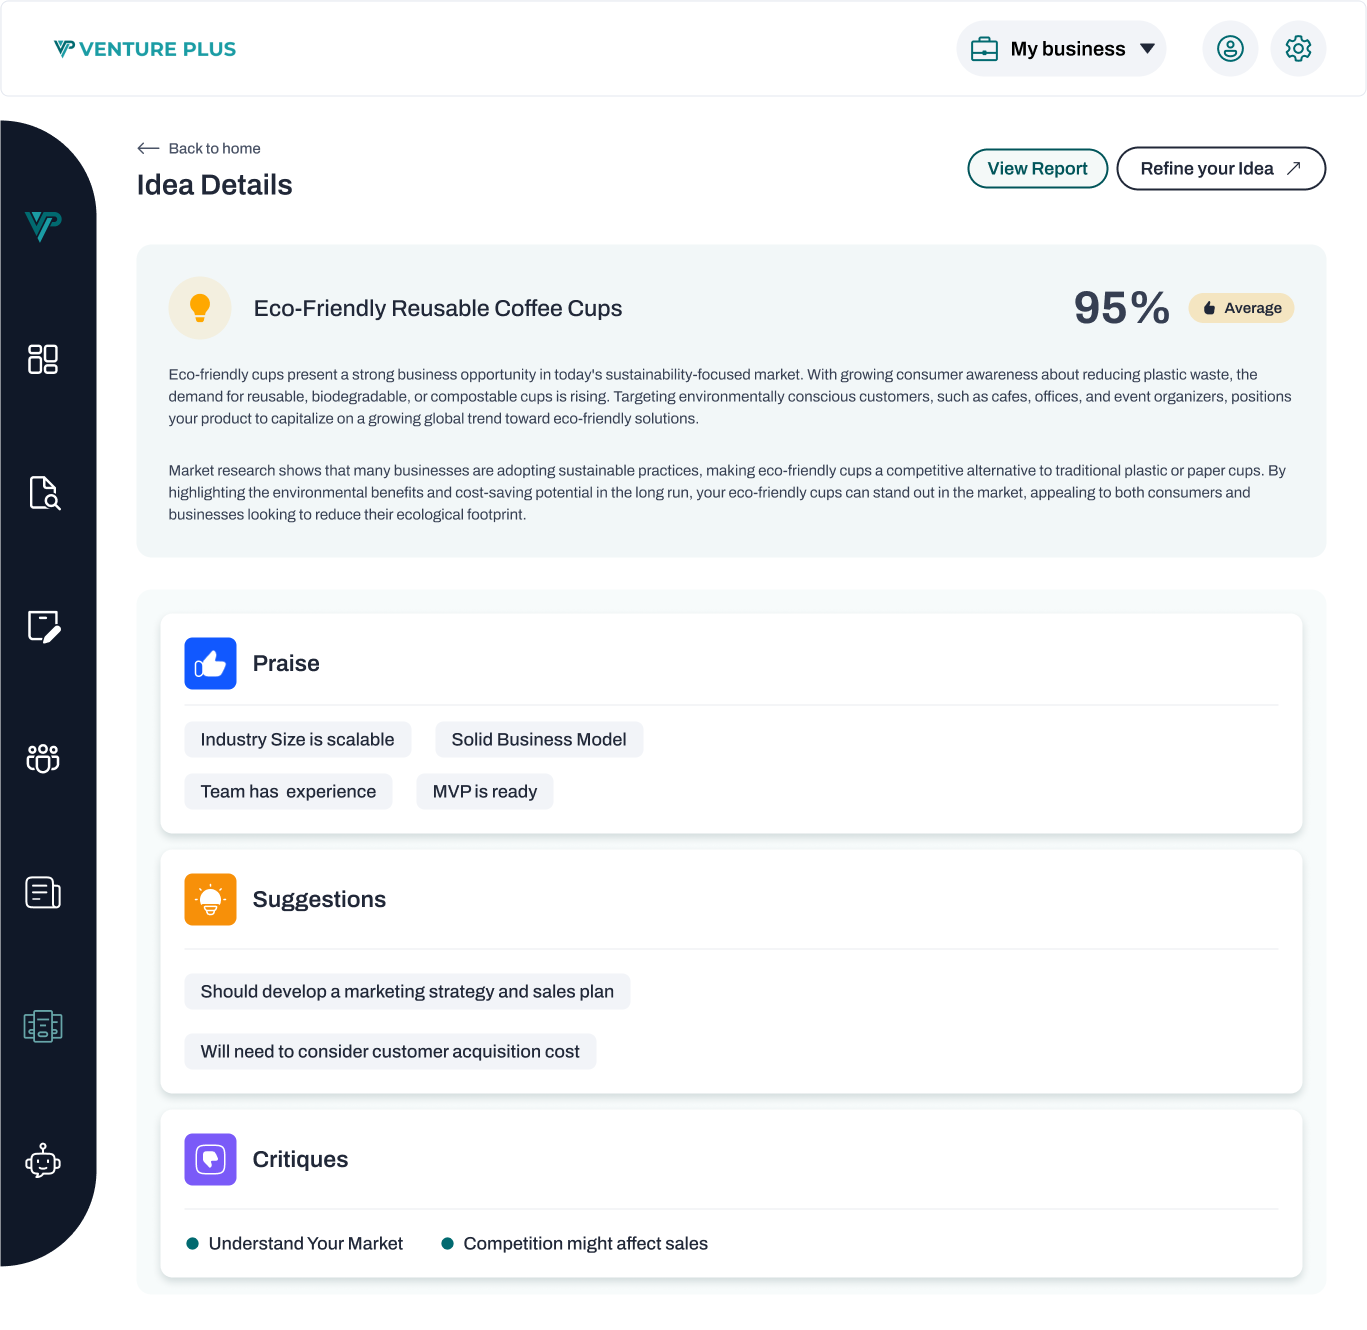 VENTURE PLUS
My business
Back to home
Idea Details
View Report
Refine your Idea
Eco-Friendly Reusable Coffee Cups
95%
Average
Eco-friendly cups present a strong business opportunity in today's sustainability-focused market. With growing consumer awareness about reducing plastic waste, the
demand for reusable, biodegradable, or compostable cups is rising. Targeting environmentally conscious customers, such as cafes, offices, and event organizers, positions
your product to capitalize on a growing global trend toward eco-friendly solutions.
Market research shows that many businesses are adopting sustainable practices, making eco-friendly cups a competitive alternative to traditional plastic or paper cups. By
highlighting the environmental benefits and cost-saving potential in the long run, your eco-friendly cups can stand out in the market, appealing to both consumers and
businesses looking to reduce their ecological footprint.
Praise
Industry Size is scalable
Solid Business Model
Team has experience
MVP is ready
Suggestions
Should develop a marketing strategy and sales plan
Will need to consider customer acquisition cost
Critiques
Understand Your Market
Competition might affect sales